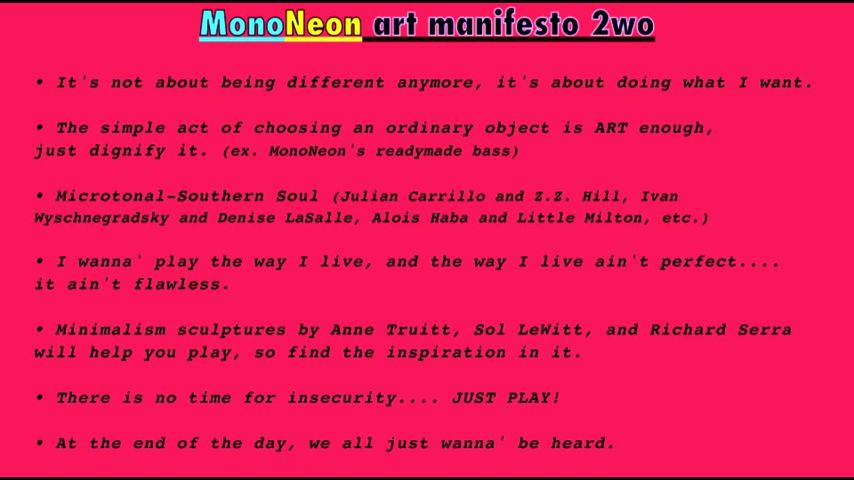 MonoNeon art manifesto 2wo
• It's not about being different anymore, it's about doing what I want.
• The simple act of choosing an ordinary object is ART enough,
just dignify it. (ex. MonoNeon's readymade bass)
• Microtonal-Southern Soul (Julian Carrillo and Z.Z. Hill, Ivan
Wyschnegradsky and Denise LaSalle, Alois Haba and Little Milton, etc.)
• I wanna' play the way I live, and the way I live ain't perfect....
it ain't flawless.
• Minimalism sculptures by Anne Truitt, Sol LeWitt, and Richard Serra
will help you play, so find the inspiration in it.
• There is no time for insecurity.... JUST PLAY!
• At the end of the day, we all just wanna' be heard.